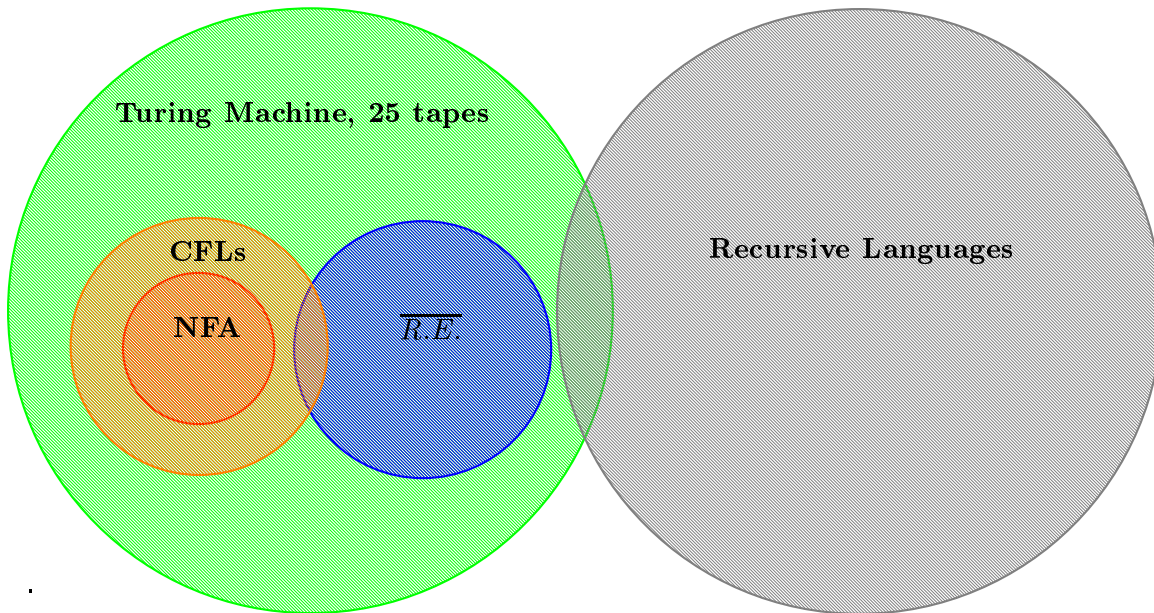 Turing Machine, 25 tapes
CFLs
Recursive Languages
NFA
$\overline{R.E.}$
.